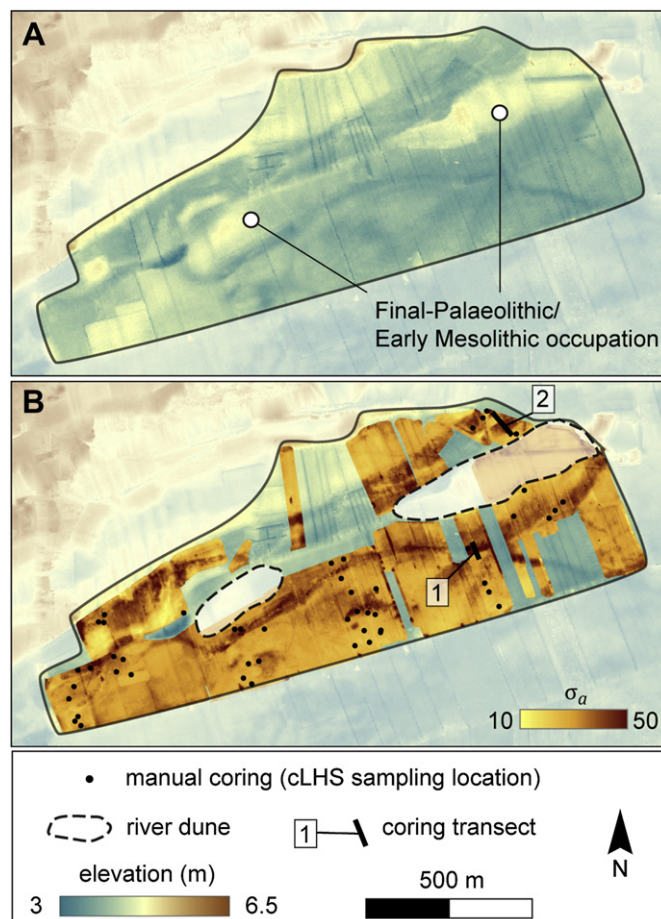 A
Final-Palaeolithic/
Early Mesolithic occupation
B
2
1
σa
10 50
manual coring (cLHS sampling location)
river dune
1 coring transect
elevation (m)
3 6.5
500 m
N